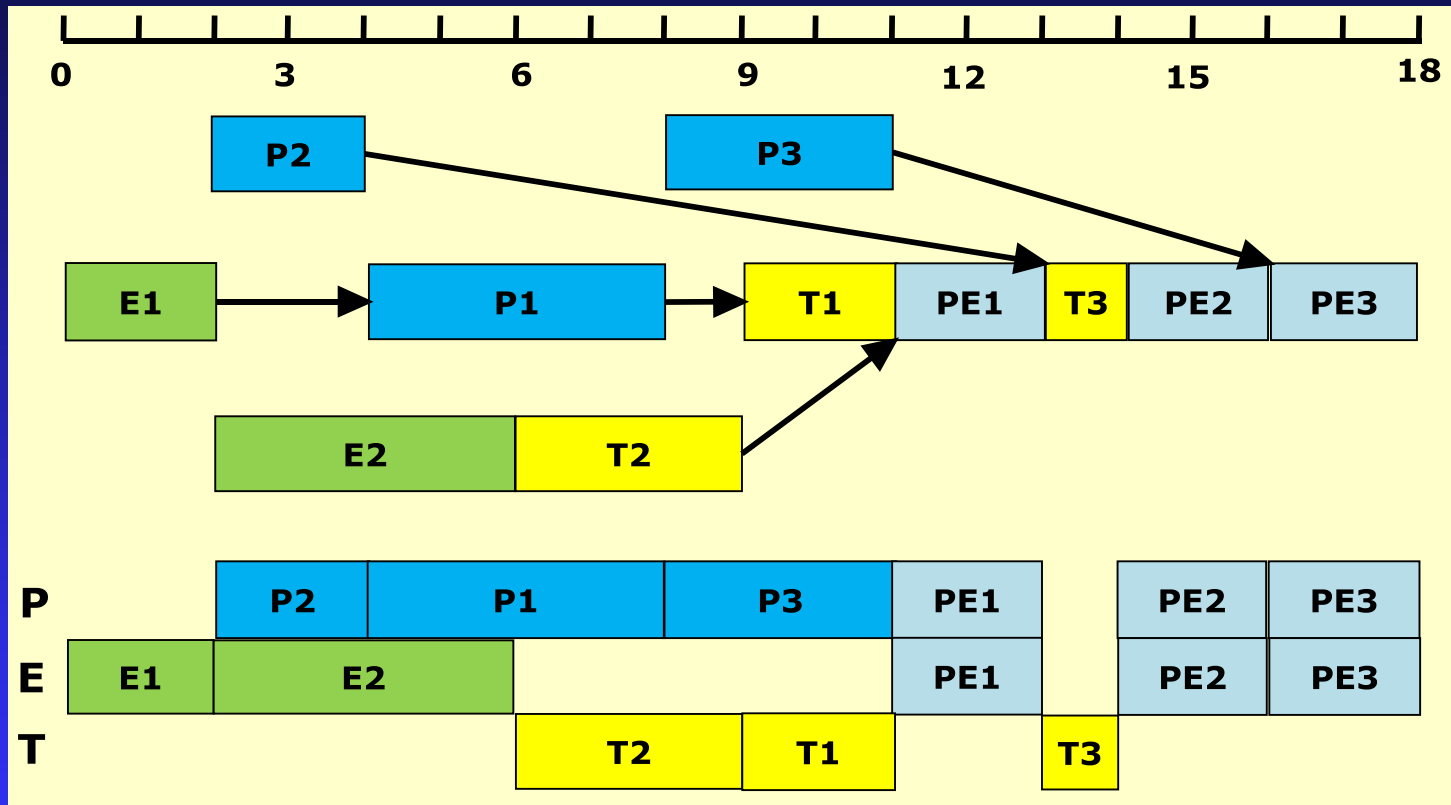 0 3 6 9 12 15 18
P2 P3
E1 P1 T1 PE1 T3 PE2 PE3
E2 T2
P P2 P1 P3 PE1 PE2 PE3
E E1 E2 PE1 PE2 PE3
T T2 T1 T3